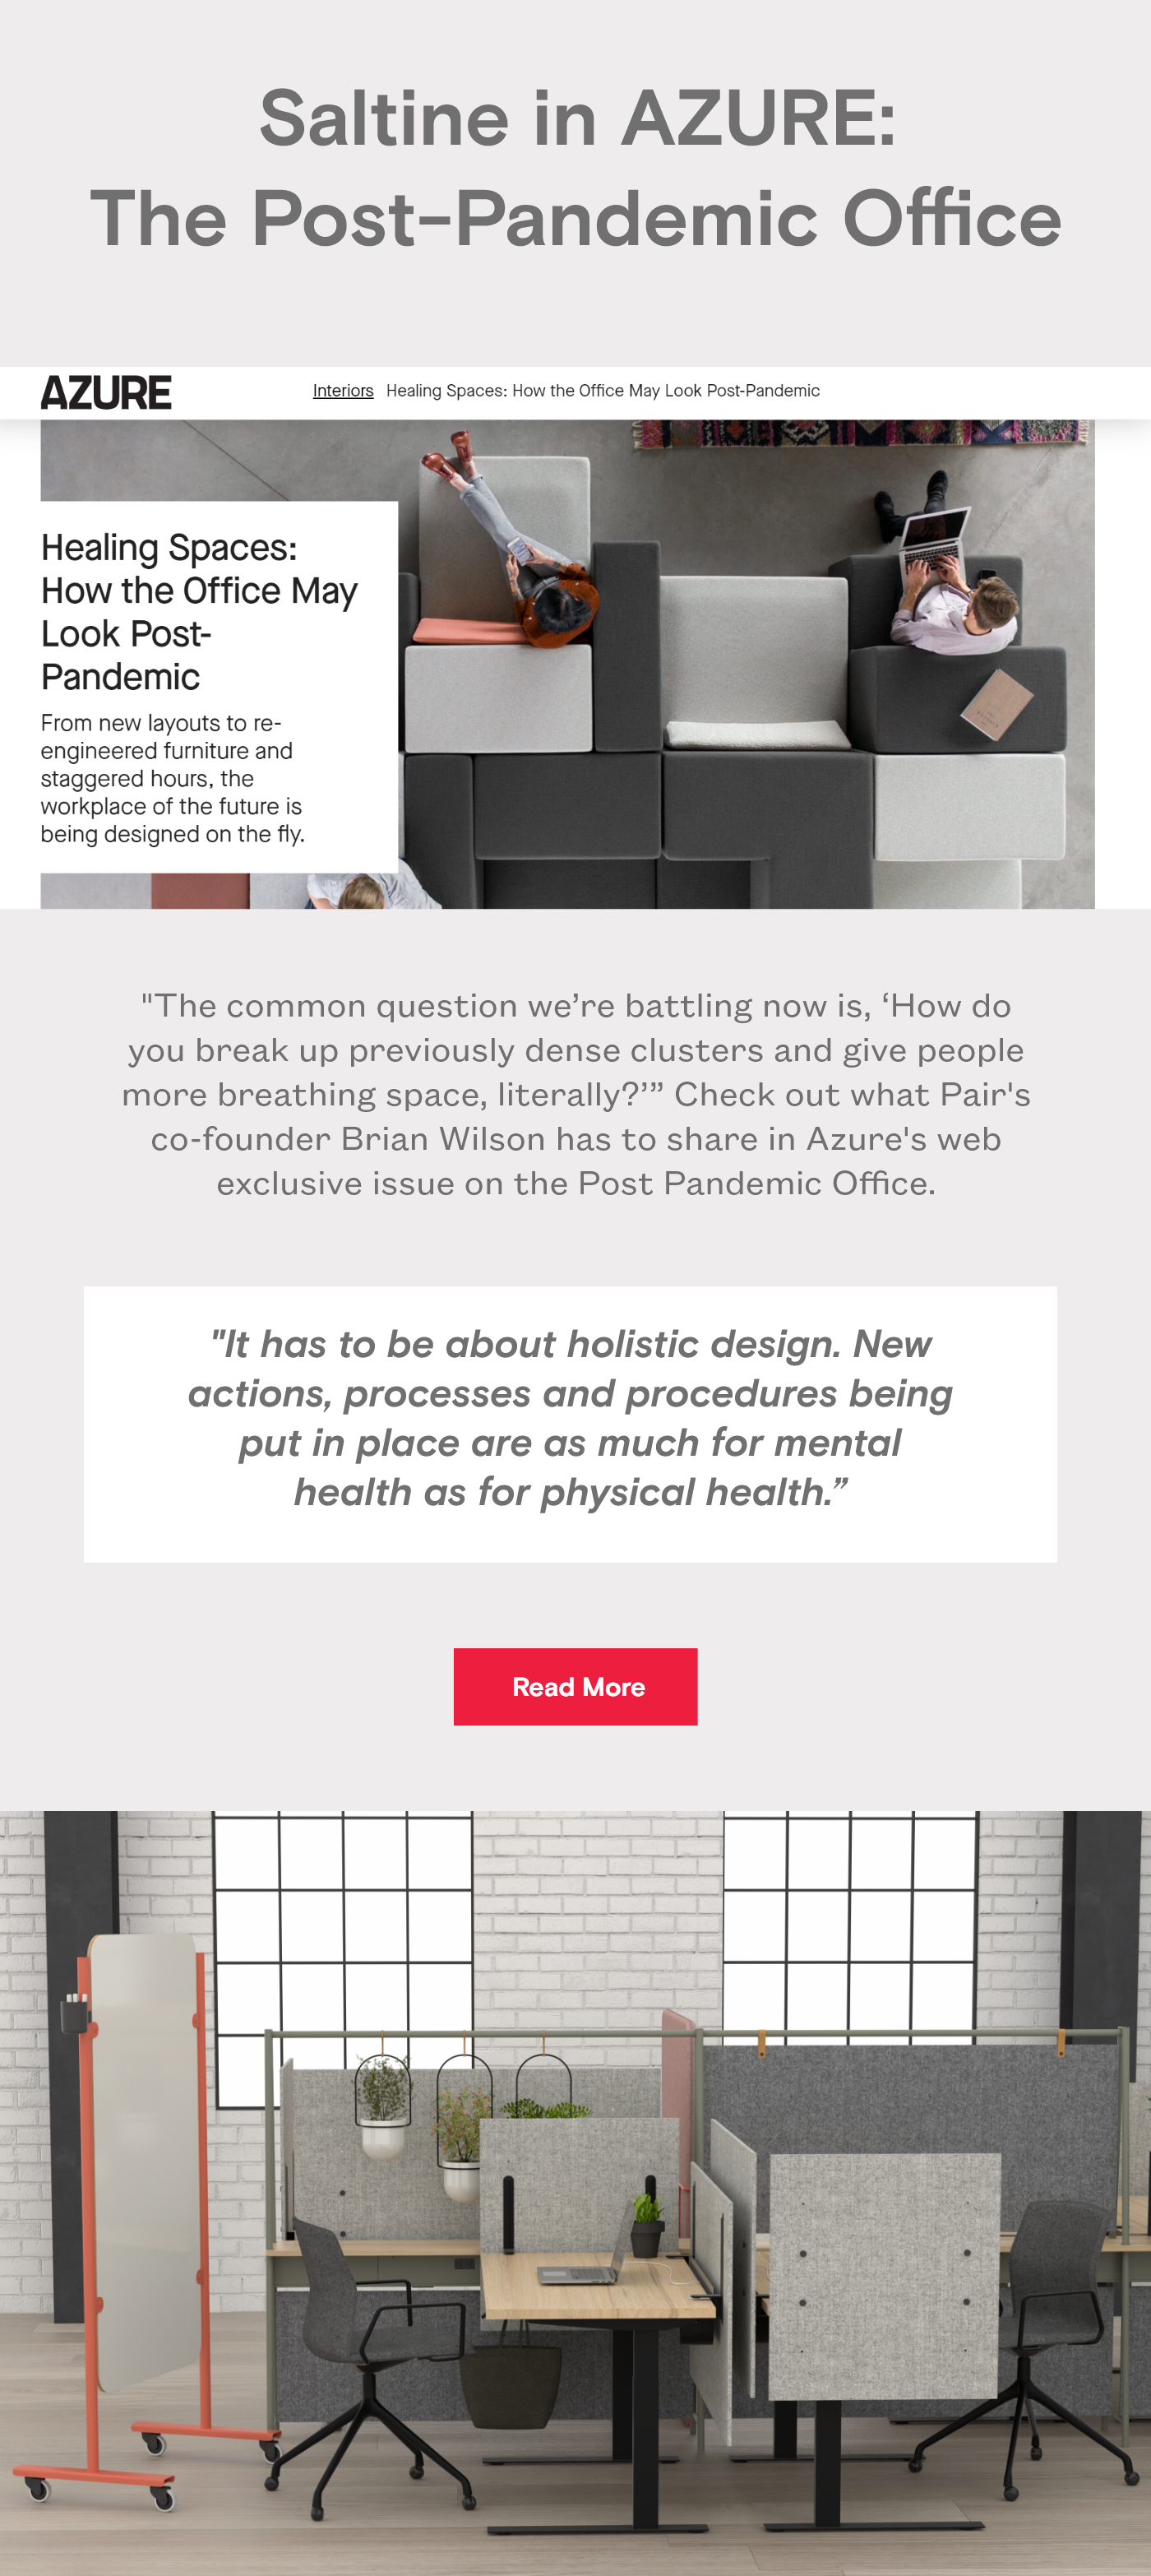 Saltine in AZURE:
The Post-Pandemic Office
AZURE
Interiors Healing Spaces: How the Office May Look Post-Pandemic
Healing Spaces:
How the Office May
Look Post-
Pandemic
From new layouts to re-
engineered furniture and
staggered hours, the
workplace of the future is
being designed on the fly.
"The common question we’re battling now is, ‘How do
you break up previously dense clusters and give people
more breathing space, literally?’” Check out what Pair's
co-founder Brian Wilson has to share in Azure's web
exclusive issue on the Post Pandemic Office.
"It has to be about holistic design. New
actions, processes and procedures being
put in place are as much for mental
health as for physical health.”
Read More